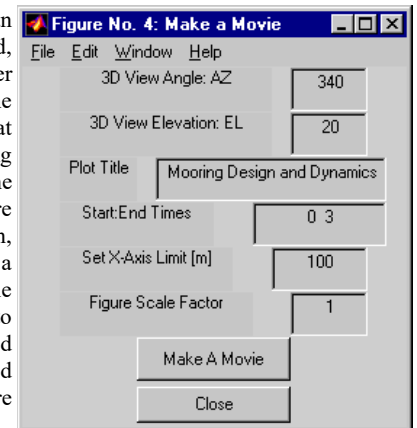 Figure No. 4: Make a Movie
File Edit Window Help
3D View Angle: AZ 340
3D View Elevation: EL 20
Plot Title Mooring Design and Dynamics
Start:End Times 0 3
Set X-Axis Limit [m] 100
Figure Scale Factor 1
Make A Movie
Close